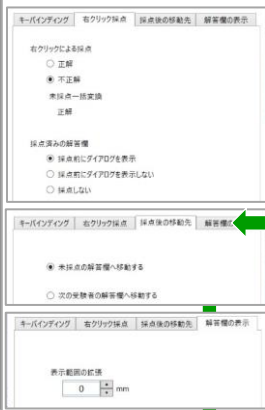 キーバインディング 右クリック採点 採点後の移動先 解答欄の表示
右クリックによる採点
正解
不正解
未採点一括変換
正解
採点済みの解答欄
採点前にダイアログを表示
採点前にダイアログを表示しない
採点しない
キーバインディング 右クリック採点 採点後の移動先 解答欄の
未採点の解答欄へ移動する
次の受験者の解答欄へ移動する
キーバインディング 右クリック採点 採点後の移動先 解答欄の表示
表示範囲の拡張
0 mm